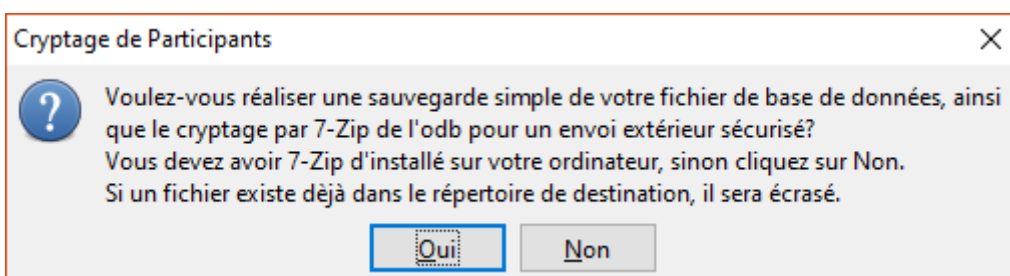 Cryptage de Participants
Voulez-vous réaliser une sauvegarde simple de votre fichier de base de données, ainsi
que le cryptage par 7-Zip de l'odb pour un envoi extérieur sécurisé?
Vous devez avoir 7-Zip d'installé sur votre ordinateur, sinon cliquez sur Non.
Si un fichier existe dèjà dans le répertoire de destination, il sera écrasé.
Oui Non